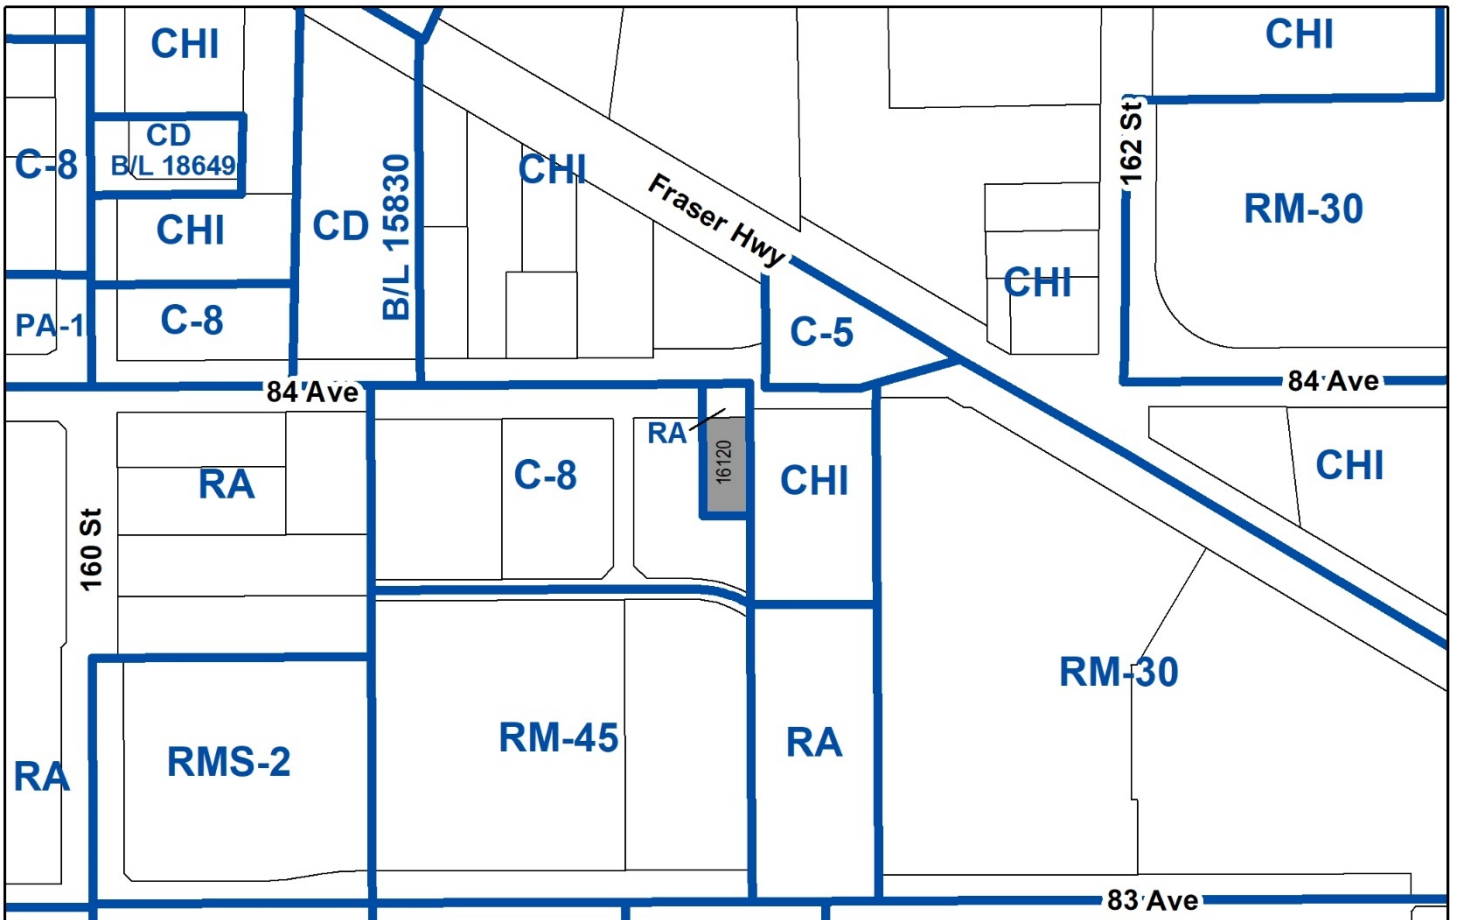 CHI
CHI
CD
B/L 18649
C-8
CHI
162 St
CHI
Fraser Hwy
RM-30
CD
B/L 15830
CHI
CHI
PA-1
C-8
C-5
84 Ave
84 Ave
RA
16120
C-8
CHI
CHI
RA
160 St
RM-30
RM-45
RA
RMS-2
RA
83 Ave